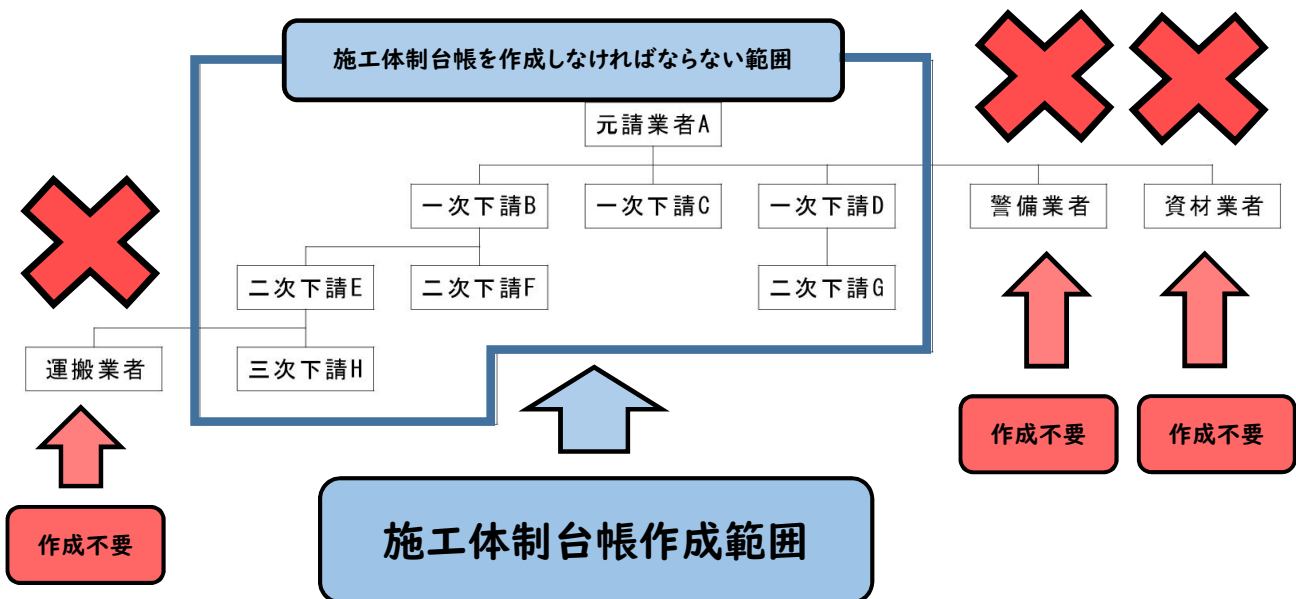 施工体制台帳を作成しなければならない範囲
元請業者A
一次下請B
一次下請C
一次下請D
警備業者
資材業者
二次下請E
二次下請F
二次下請G
運搬業者
三次下請H
作成不要
作成不要
作成不要
施工体制台帳作成範囲